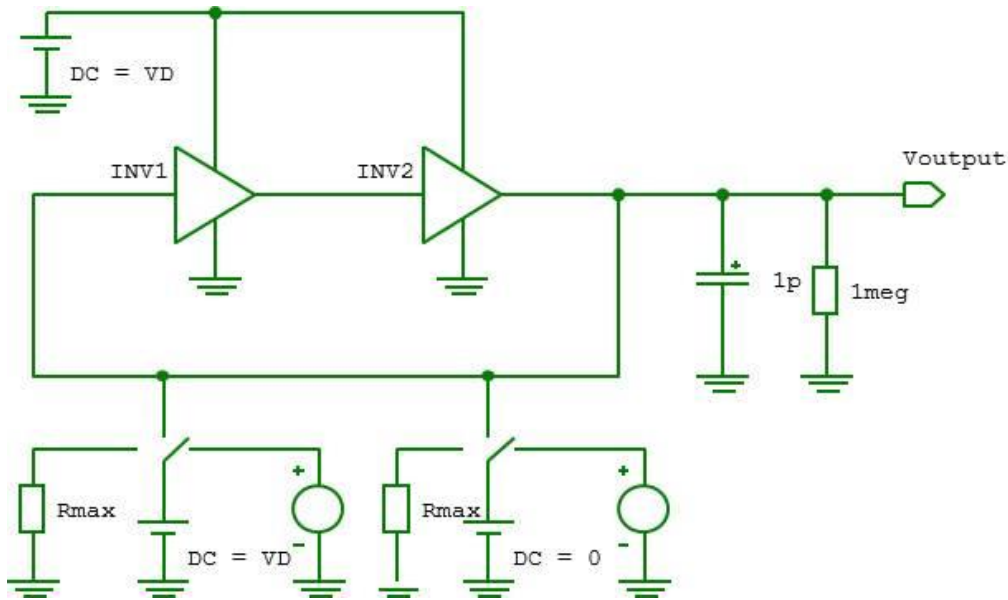 DC = VD
INV1
INV2
Voutput
1p
1meg
+
+
+
Rmax
Rmax
-
-
DC = VD
DC = 0